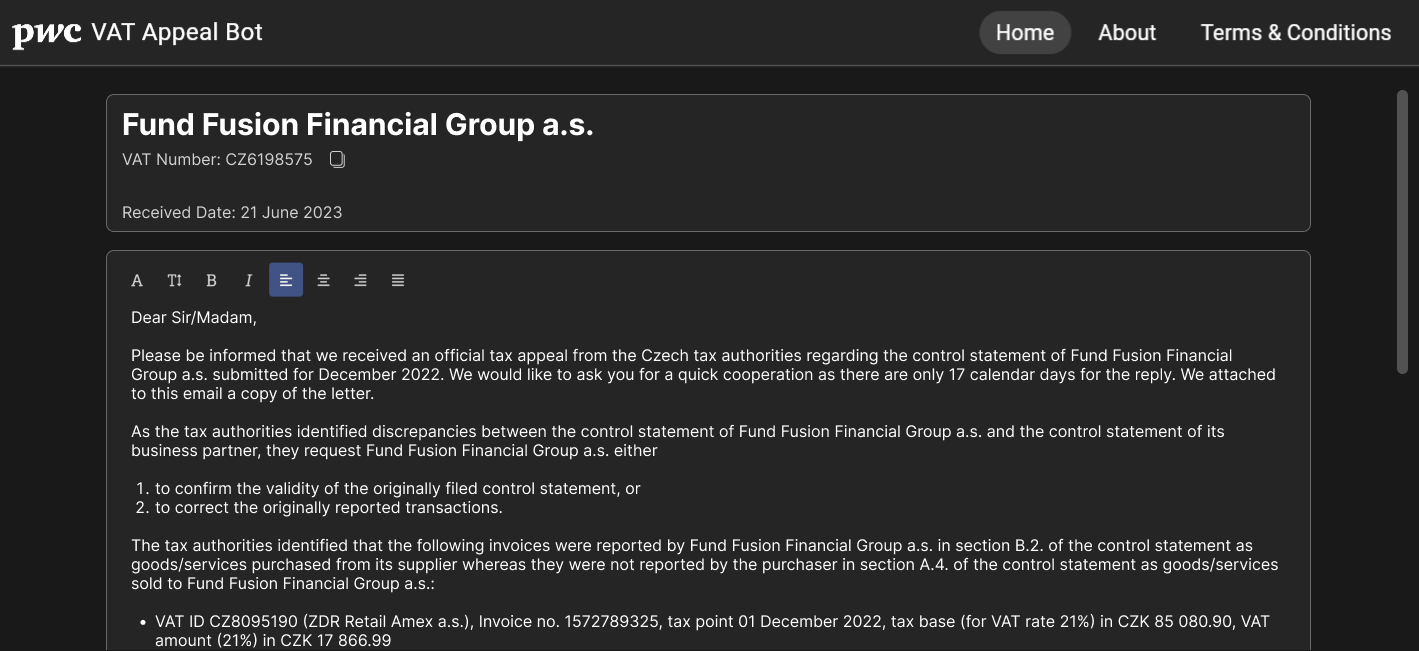 pwc VAT Appeal Bot
Home
About
Terms & Conditions
Fund Fusion Financial Group a.s.
VAT Number: CZ6198575
Received Date: 21 June 2023
A T B I
Dear Sir/Madam,
Please be informed that we received an official tax appeal from the Czech tax authorities regarding the control statement of Fund Fusion Financial
Group a.s. submitted for December 2022. We would like to ask you for a quick cooperation as there are only 17 calendar days for the reply. We attached
to this email a copy of the letter.
As the tax authorities identified discrepancies between the control statement of Fund Fusion Financial Group a.s. and the control statement of its
business partner, they request Fund Fusion Financial Group a.s. either
1. to confirm the validity of the originally filed control statement, or
2. to correct the originally reported transactions.
The tax authorities identified that the following invoices were reported by Fund Fusion Financial Group a.s. in section B.2. of the control statement as
goods/services purchased from its supplier whereas they were not reported by the purchaser in section A.4. of the control statement as goods/services
sold to Fund Fusion Financial Group a.s.:
• VAT ID CZ8095190 (ZDR Retail Amex a.s.), Invoice no. 1572789325, tax point 01 December 2022, tax base (for VAT rate 21%) in CZK 85 080.90, VAT
amount (21%) in CZK 17 866.99